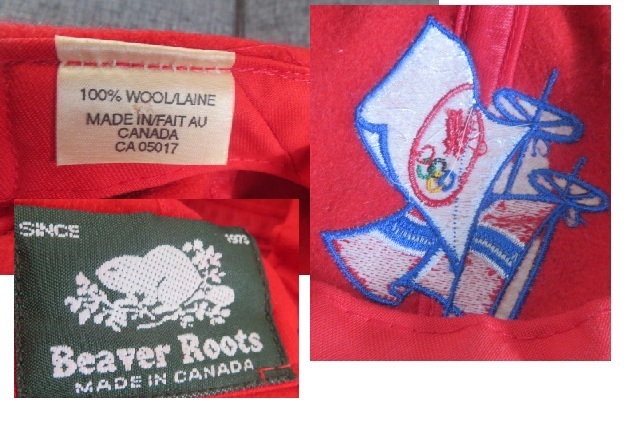 100% WOOL/LAINE
MADE IN/FAIT AU
CANADA
CA 05017
SINCE 1973
Beaver Roots
MADE IN CANADA